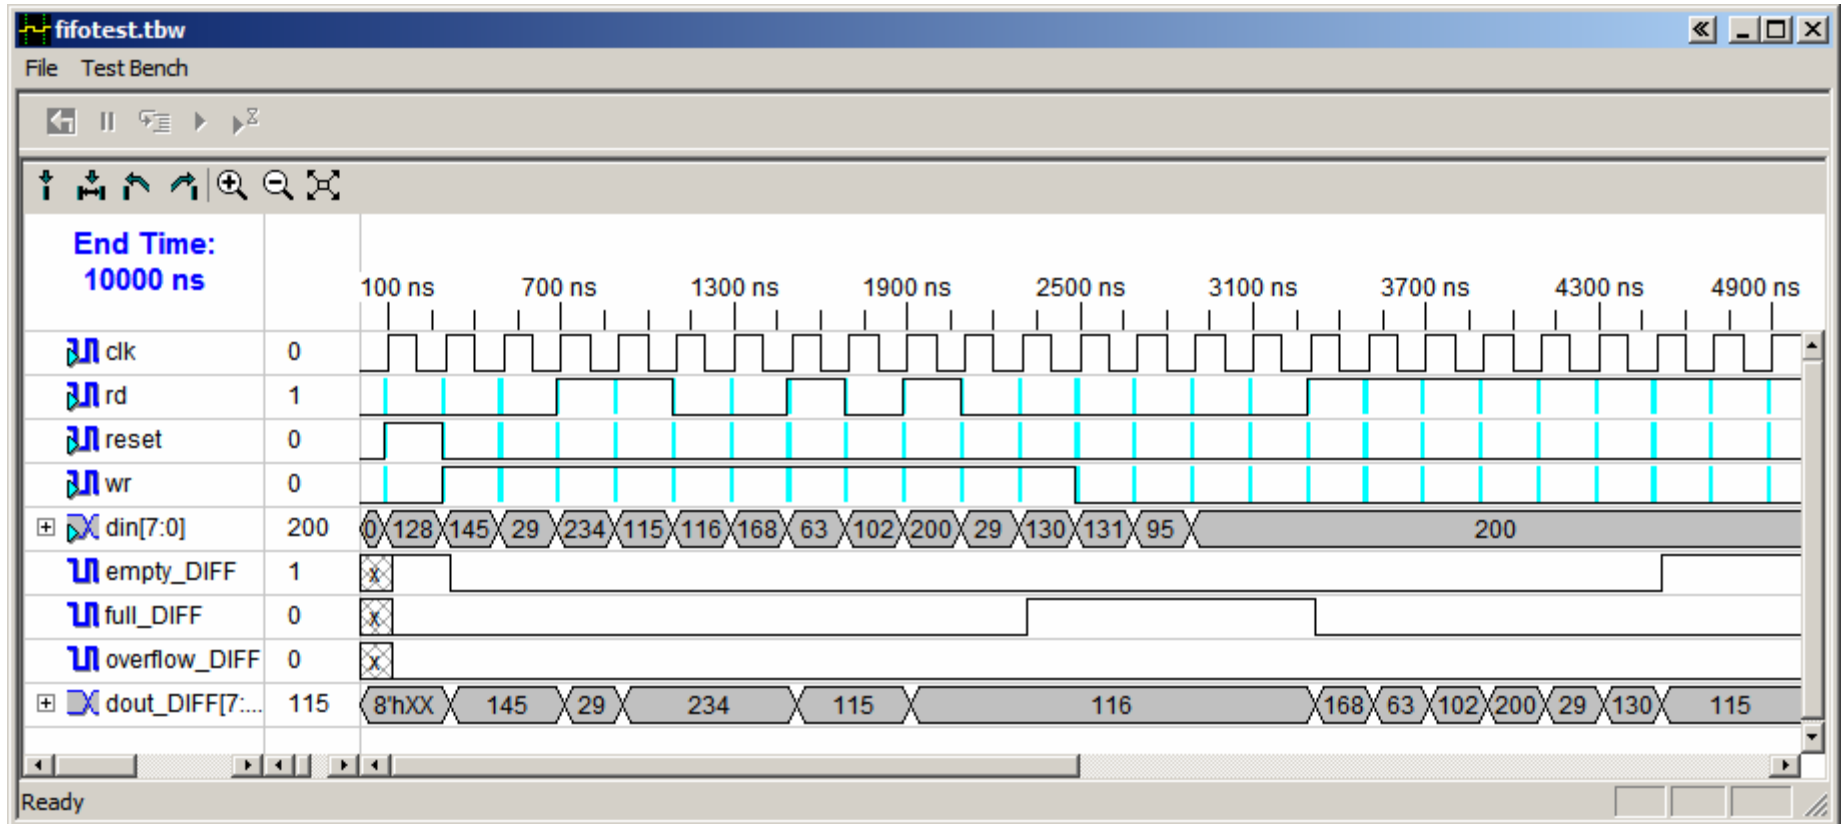 fifotest.tbw
File Test Bench
End Time:
10000 ns
100 ns 700 ns 1300 ns 1900 ns 2500 ns 3100 ns 3700 ns 4300 ns 4900 ns
clk 0
rd 1
reset 0
wr 0
din[7:0] 200 0 128 145 29 234 115 116 168 63 102 200 29 130 131 95 200
empty_DIFF 1 x
full_DIFF 0 x
overflow_DIFF 0 x
dout_DIFF[7:... 115 8'hXX 145 29 234 115 116 168 63 102 200 29 130 115
Ready